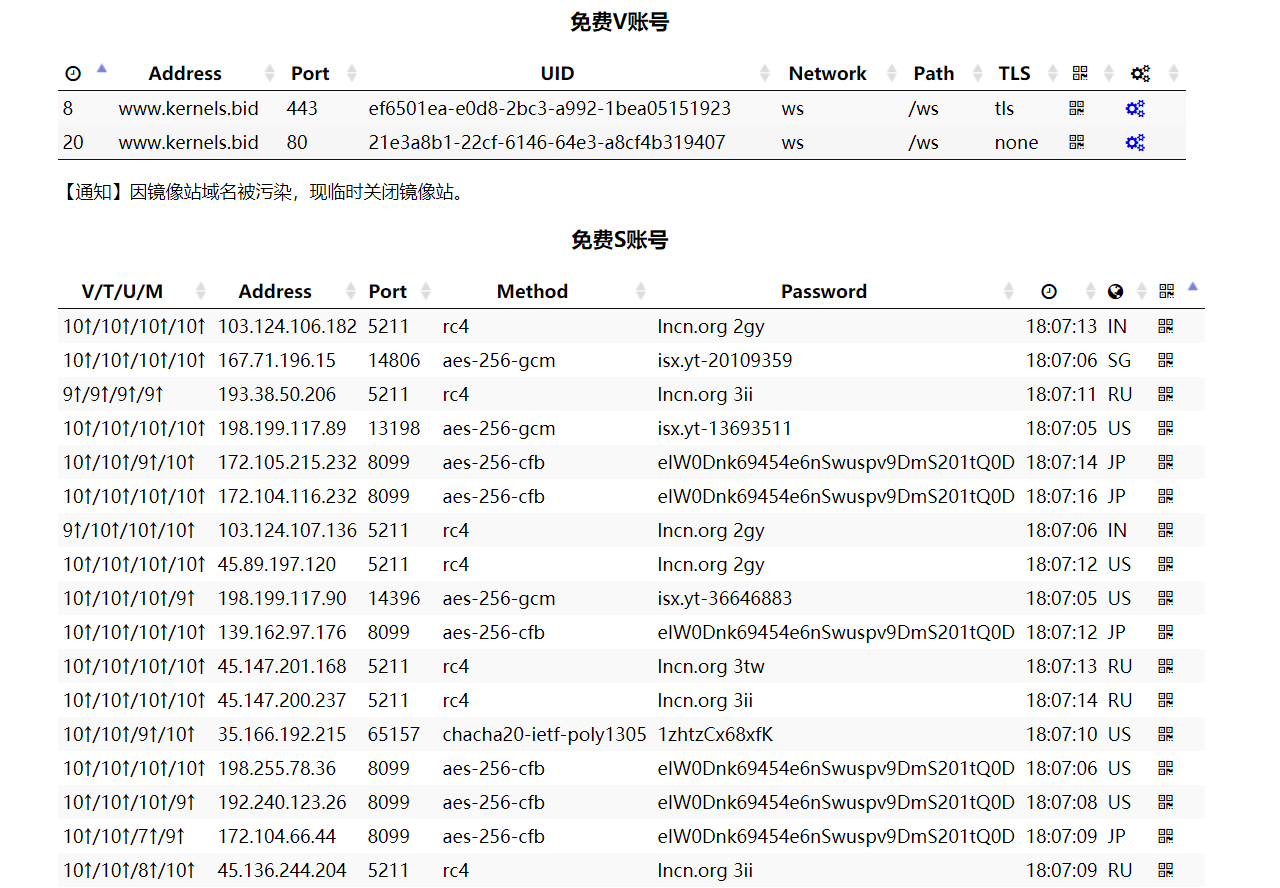 免费V账号
Address Port UID Network Path TLS
8 www.kernels.bid 443 ef6501ea-e0d8-2bc3-a992-1bea05151923 ws /ws tls
20 www.kernels.bid 80 21e3a8b1-22cf-6146-64e3-a8cf4b319407 ws /ws none
【通知】因镜像站域名被污染，现临时关闭镜像站。
免费S账号
V/T/U/M Address Port Method Password
10↑/10↑/10↑/10↑ 103.124.106.182 5211 rc4 lncn.org 2gy 18:07:13 IN
10↑/10↑/10↑/10↑ 167.71.196.15 14806 aes-256-gcm isx.yt-20109359 18:07:06 SG
9↑/9↑/9↑/9↑ 193.38.50.206 5211 rc4 lncn.org 3ii 18:07:11 RU
10↑/10↑/10↑/10↑ 198.199.117.89 13198 aes-256-gcm isx.yt-13693511 18:07:05 US
10↑/10↑/9↑/10↑ 172.105.215.232 8099 aes-256-cfb eIW0Dnk69454e6nSwuspv9DmS201tQ0D 18:07:14 JP
10↑/10↑/10↑/10↑ 172.104.116.232 8099 aes-256-cfb eIW0Dnk69454e6nSwuspv9DmS201tQ0D 18:07:16 JP
9↑/10↑/10↑/10↑ 103.124.107.136 5211 rc4 lncn.org 2gy 18:07:06 IN
10↑/10↑/10↑/10↑ 45.89.197.120 5211 rc4 lncn.org 2gy 18:07:12 US
10↑/10↑/10↑/9↑ 198.199.117.90 14396 aes-256-gcm isx.yt-36646883 18:07:05 US
10↑/10↑/10↑/10↑ 139.162.97.176 8099 aes-256-cfb eIW0Dnk69454e6nSwuspv9DmS201tQ0D 18:07:12 JP
10↑/10↑/10↑/10↑ 45.147.201.168 5211 rc4 lncn.org 3tw 18:07:13 RU
10↑/10↑/10↑/10↑ 45.147.200.237 5211 rc4 lncn.org 3ii 18:07:14 RU
10↑/10↑/9↑/10↑ 35.166.192.215 65157 chacha20-ietf-poly1305 1zhtzCx68xfK 18:07:10 US
10↑/10↑/10↑/10↑ 198.255.78.36 8099 aes-256-cfb eIW0Dnk69454e6nSwuspv9DmS201tQ0D 18:07:06 US
10↑/10↑/10↑/9↑ 192.240.123.26 8099 aes-256-cfb eIW0Dnk69454e6nSwuspv9DmS201tQ0D 18:07:08 US
10↑/10↑/7↑/9↑ 172.104.66.44 8099 aes-256-cfb eIW0Dnk69454e6nSwuspv9DmS201tQ0D 18:07:09 JP
10↑/10↑/8↑/10↑ 45.136.244.204 5211 rc4 lncn.org 3ii 18:07:09 RU